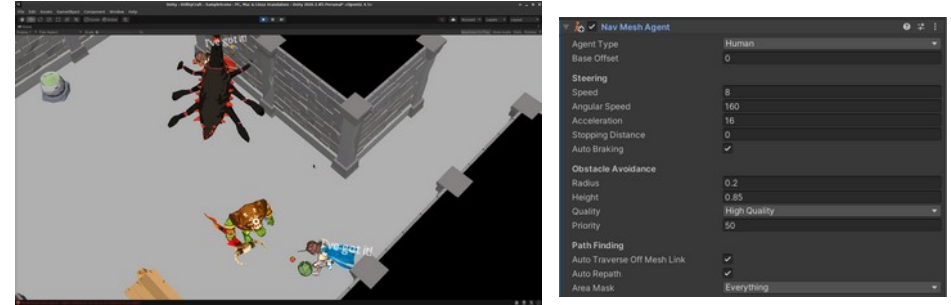 I've got it!
I've got it!
Nav Mesh Agent
Agent Type Human
Base Offset 0
Steering
Speed 8
Angular Speed 160
Acceleration 16
Stopping Distance 0
Auto Braking
Obstacle Avoidance
Radius 0.2
Height 0.85
Quality High Quality
Priority 50
Path Finding
Auto Traverse Off Mesh Link
Auto Repath
Area Mask Everything